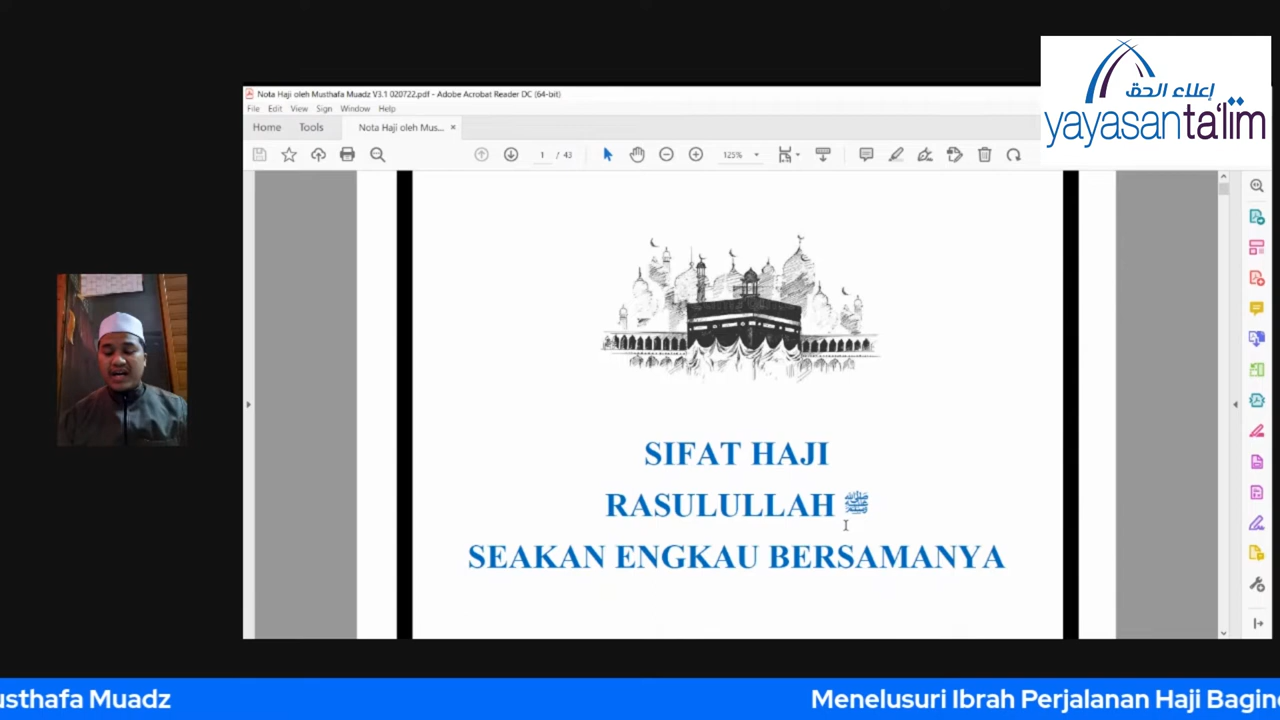 إعلاء الحق
yayasanta'lim
Nota Haji oleh Musthafa Muadz V3.1 020722.pdf - Adobe Acrobat Reader DC (64-bit)
File Edit View Sign Window Help
Home Tools Nota Haji oleh Mus... ×
1 / 43 125%
SIFAT HAJI
RASULULLAH ﷺ
SEAKAN ENGKAU BERSAMANYA
usthafa Muadz Menelusuri Ibrah Perjalanan Haji Bagin